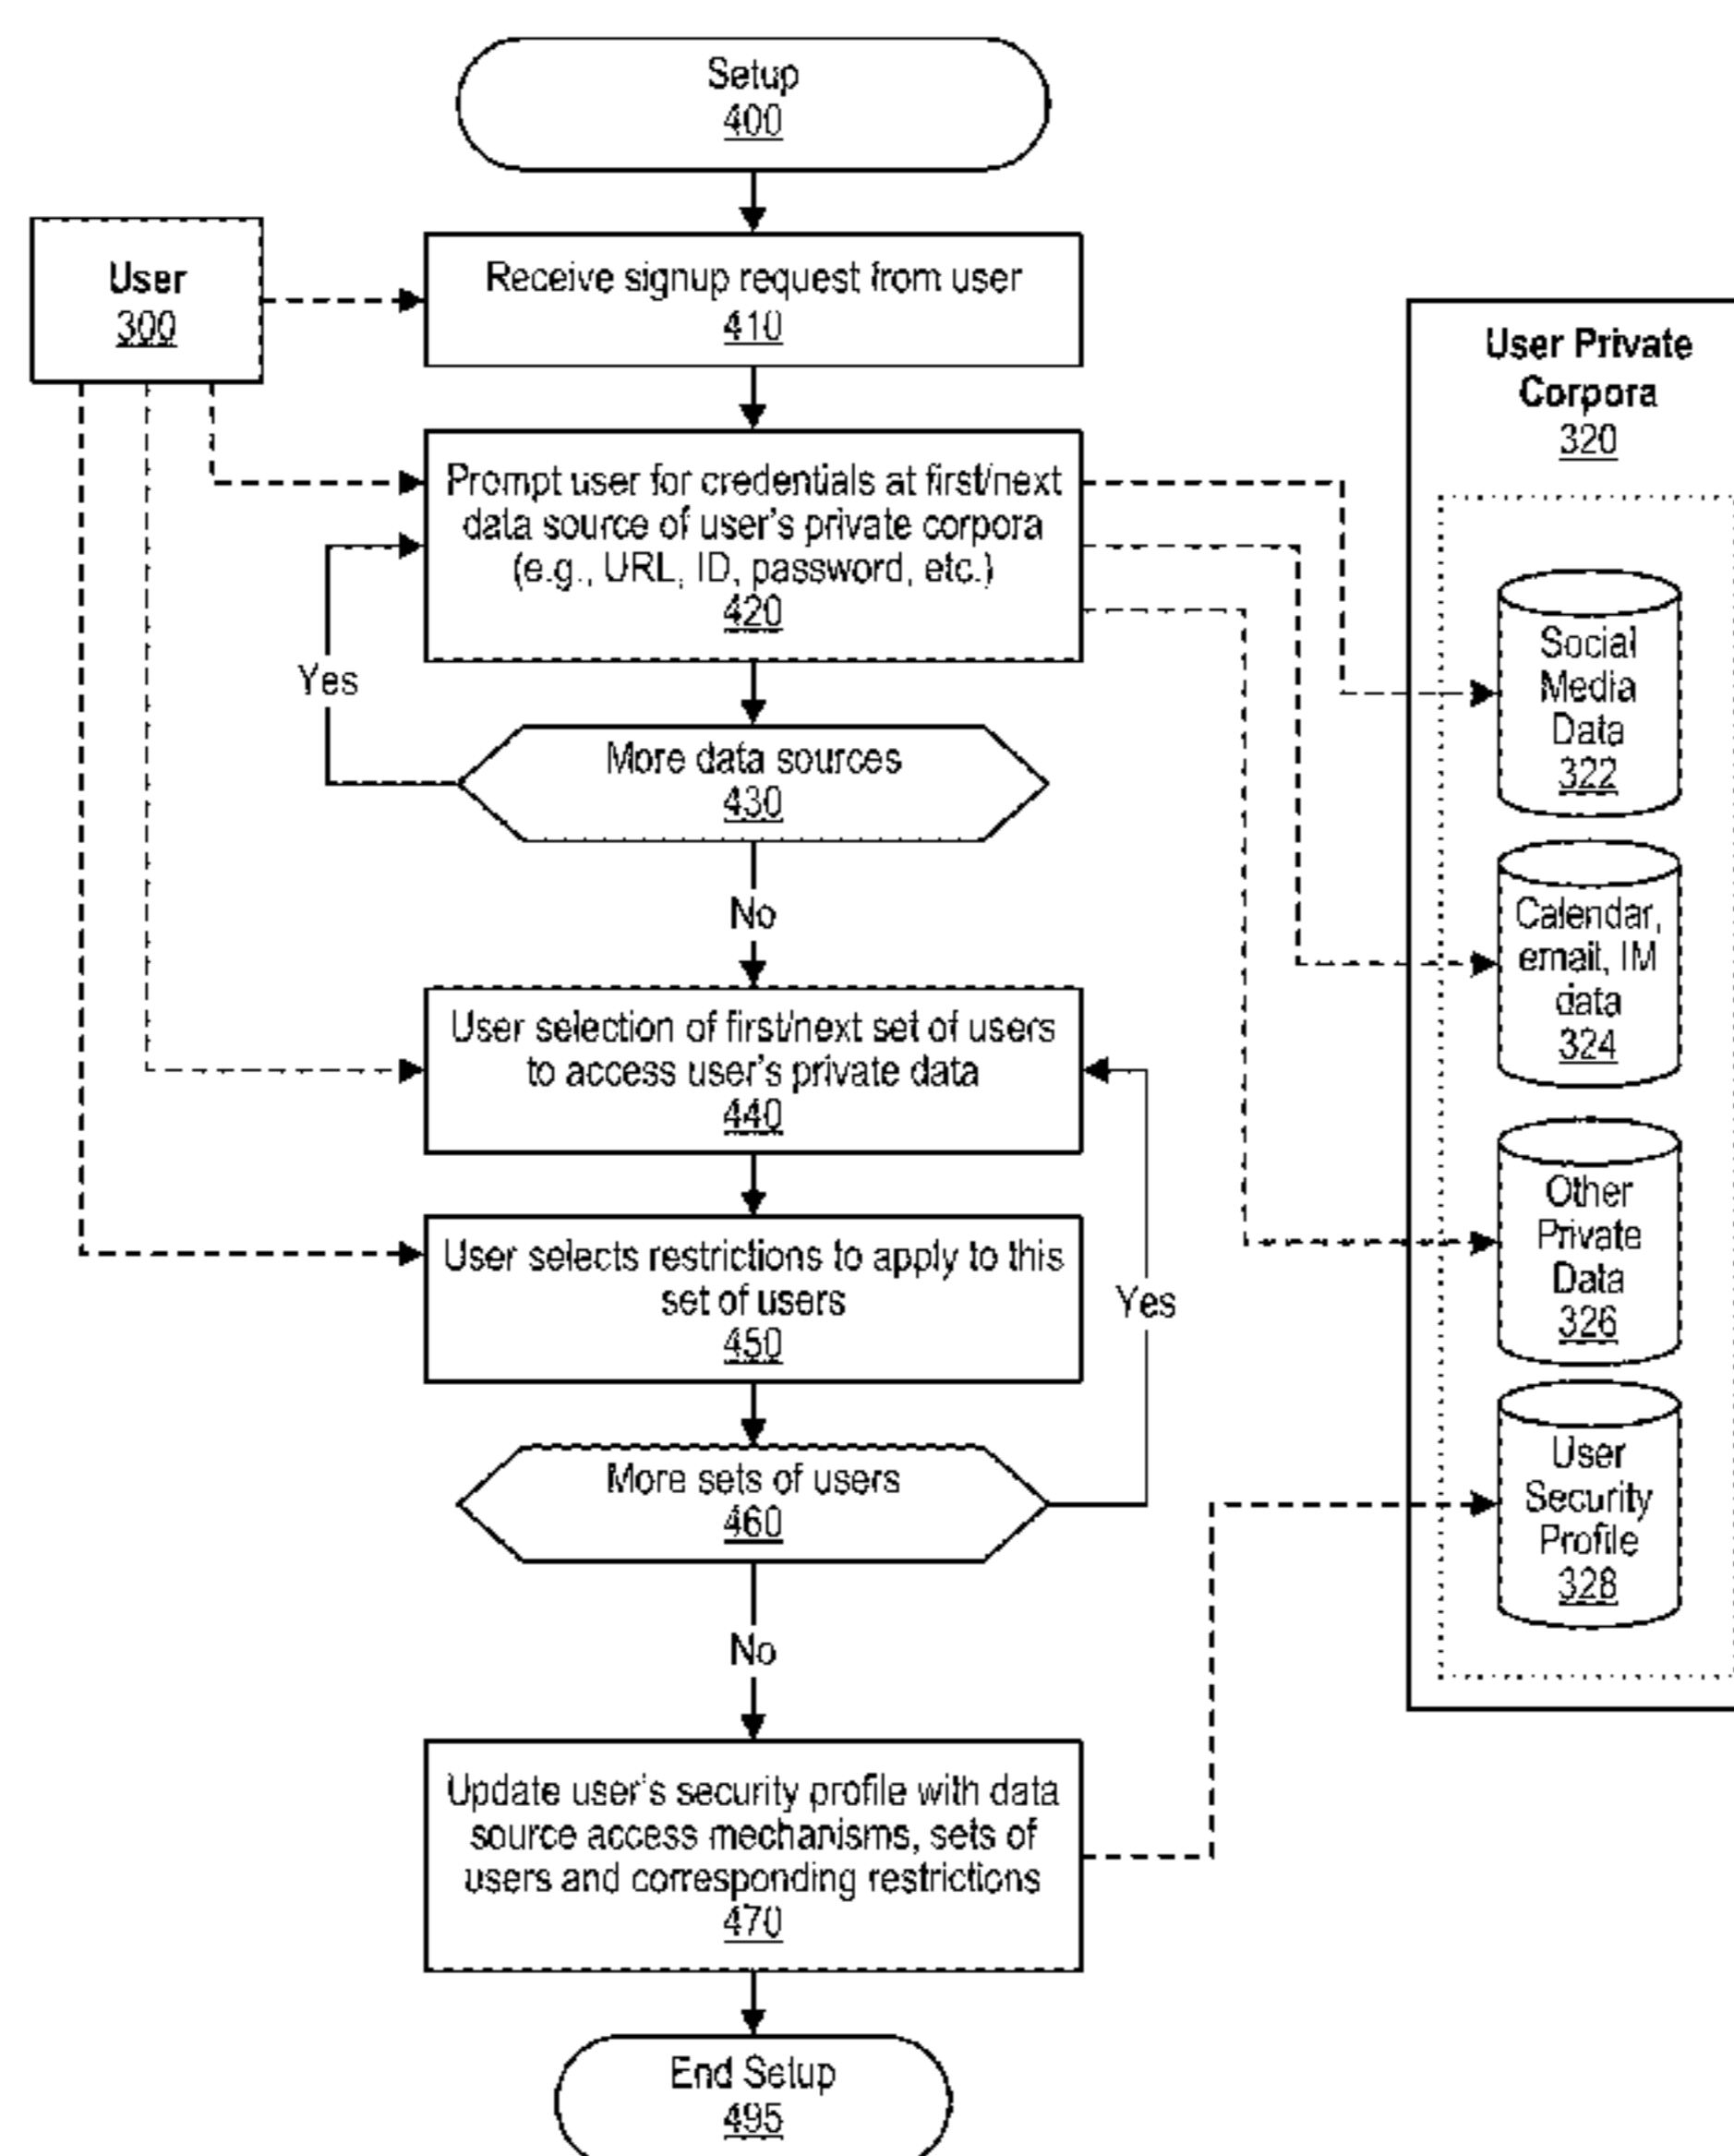 Setup
400
User
300
Receive signup request from user
410
User Private
Corpora
320
Prompt user for credentials at first/next
data source of user's private corpora
(e.g., URL, ID, password, etc.)
420
Yes
Social
Media
Data
322
More data sources
430
No
Calendar,
email, IM
data
324
User selection of first/next set of users
to access user's private data
440
Other
Private
Data
326
User selects restrictions to apply to this
set of users
450
Yes
More sets of users
460
User
Security
Profile
328
No
Update user's security profile with data
source access mechanisms, sets of
users and corresponding restrictions
470
End Setup
495